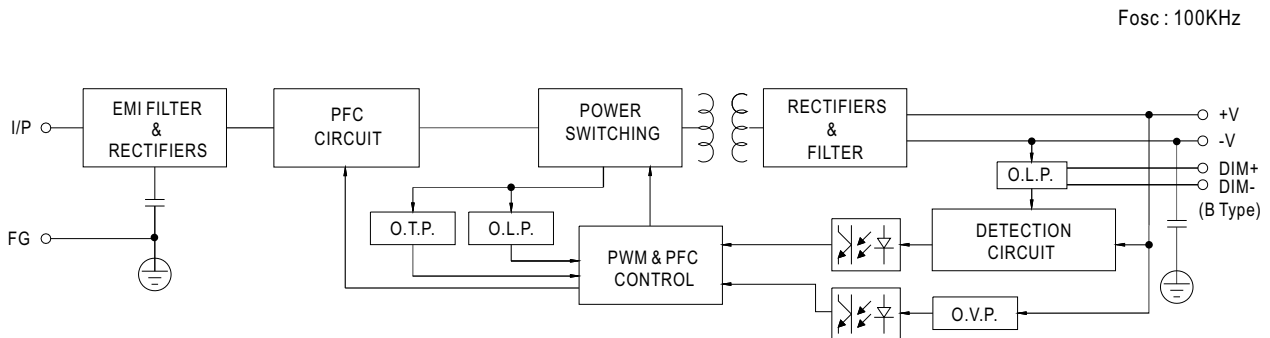 Fosc : 100KHz
I/P
EMI FILTER
&
RECTIFIERS
PFC
CIRCUIT
POWER
SWITCHING
RECTIFIERS
&
FILTER
+V
-V
DIM+
DIM-
(B Type)
O.L.P.
FG
O.T.P.
O.L.P.
PWM & PFC
CONTROL
DETECTION
CIRCUIT
O.V.P.